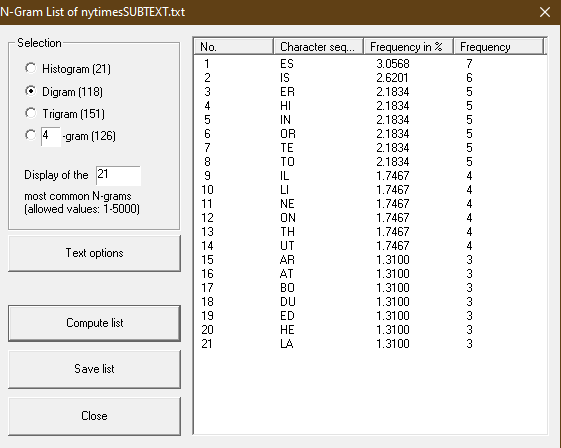 N-Gram List of nytimesSUBTEXT.txt
Selection
Histogram (21)
Digram (118)
Trigram (151)
4 -gram (126)
Display of the 21
most common N-grams
(allowed values: 1-5000)
Text options
Compute list
Save list
Close
No. Character seq... Frequency in % Frequency
1 ES 3.0568 7
2 IS 2.6201 6
3 ER 2.1834 5
4 HI 2.1834 5
5 IN 2.1834 5
6 OR 2.1834 5
7 TE 2.1834 5
8 TO 2.1834 5
9 IL 1.7467 4
10 LI 1.7467 4
11 NE 1.7467 4
12 ON 1.7467 4
13 TH 1.7467 4
14 UT 1.7467 4
15 AR 1.3100 3
16 AT 1.3100 3
17 BO 1.3100 3
18 DU 1.3100 3
19 ED 1.3100 3
20 HE 1.3100 3
21 LA 1.3100 3